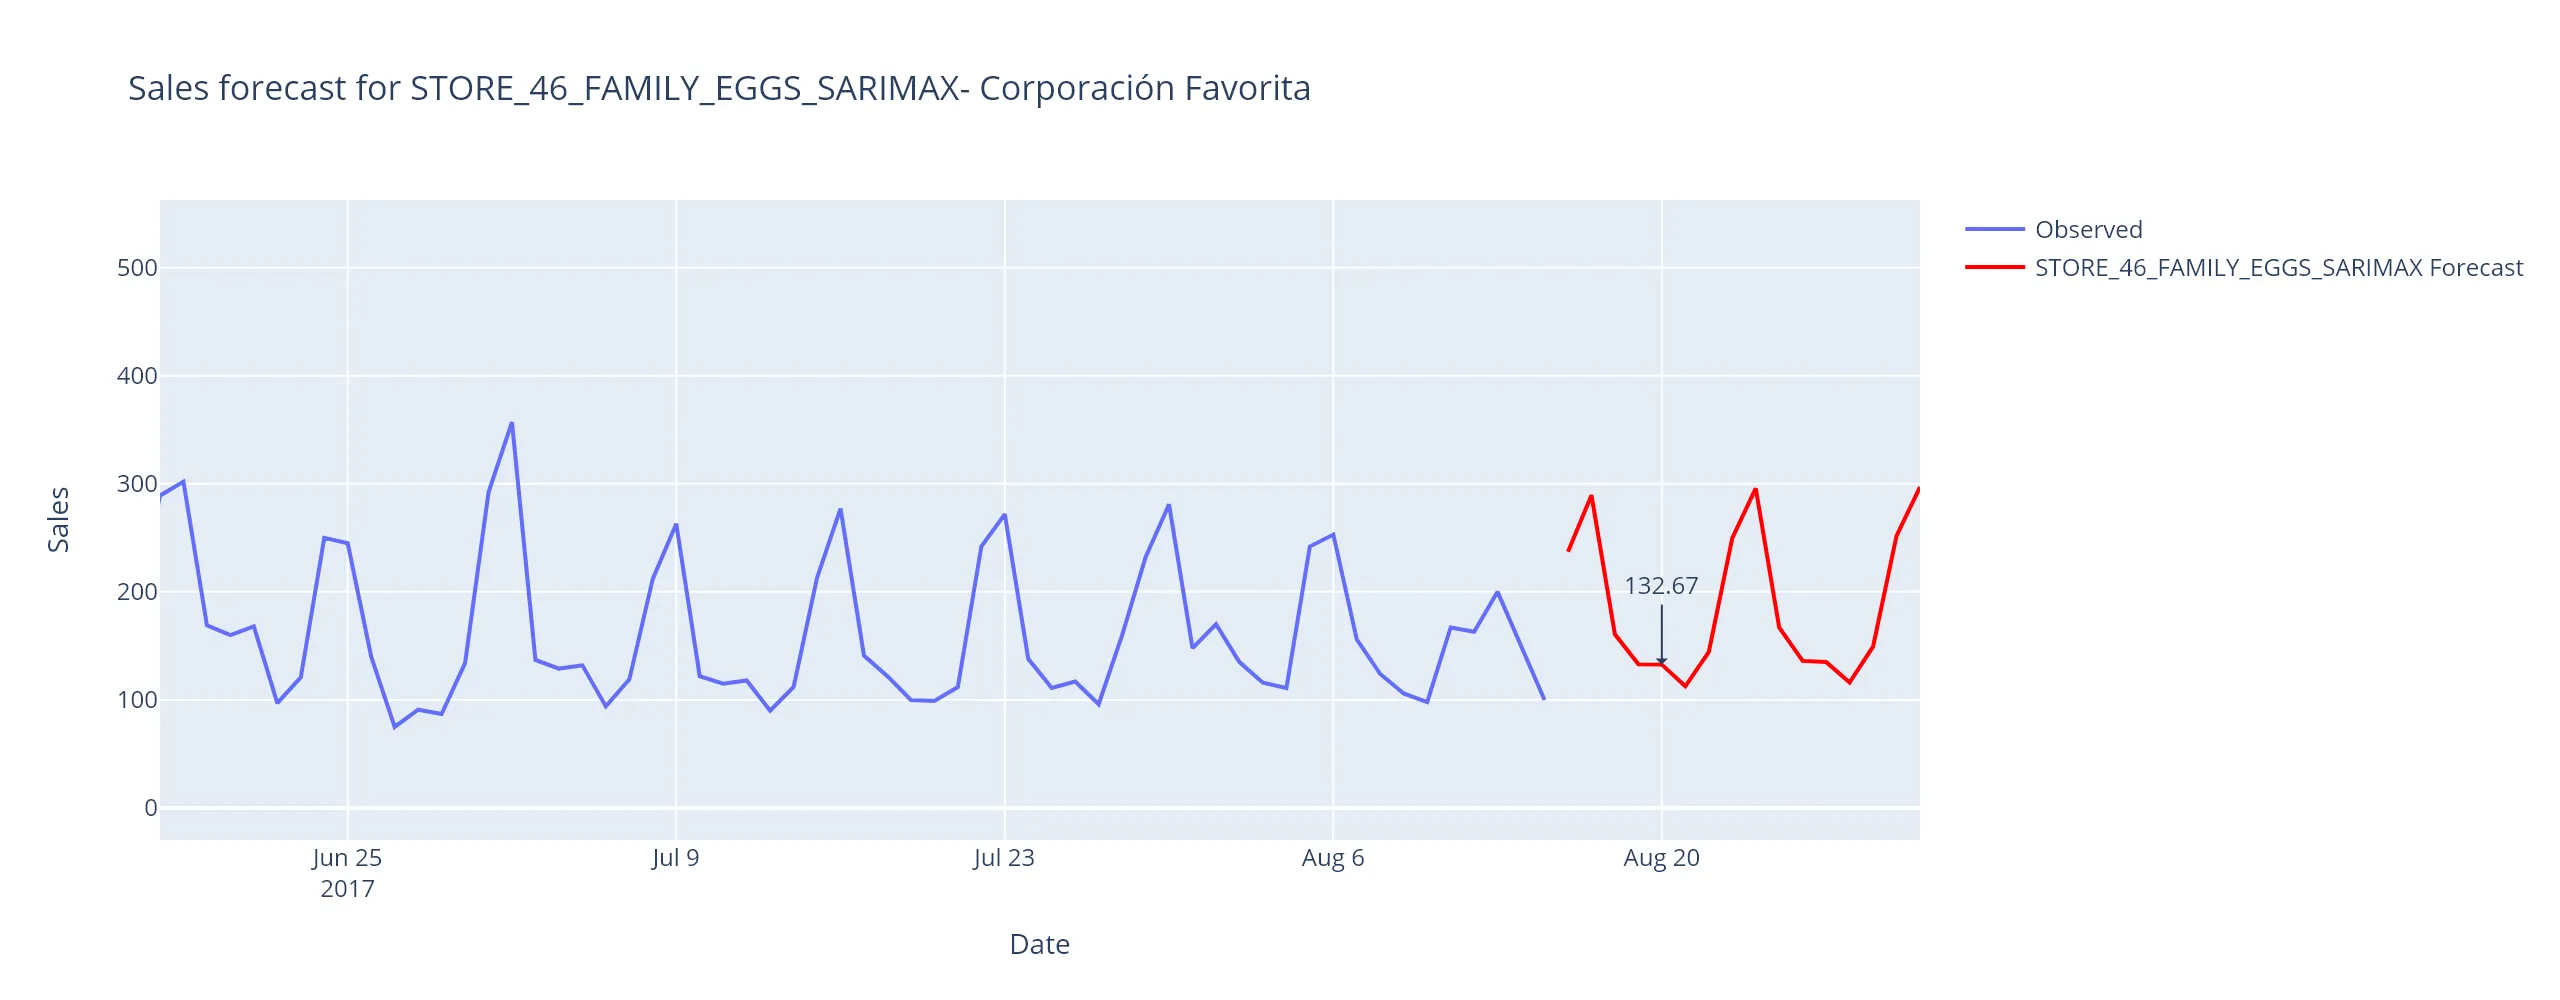 Sales forecast for STORE_46_FAMILY_EGGS_SARIMAX- Corporación Favorita
Observed
STORE_46_FAMILY_EGGS_SARIMAX Forecast
500
400
300
200
100
0
Sales
132.67
Jun 25
2017
Jul 9
Jul 23
Aug 6
Aug 20
Date